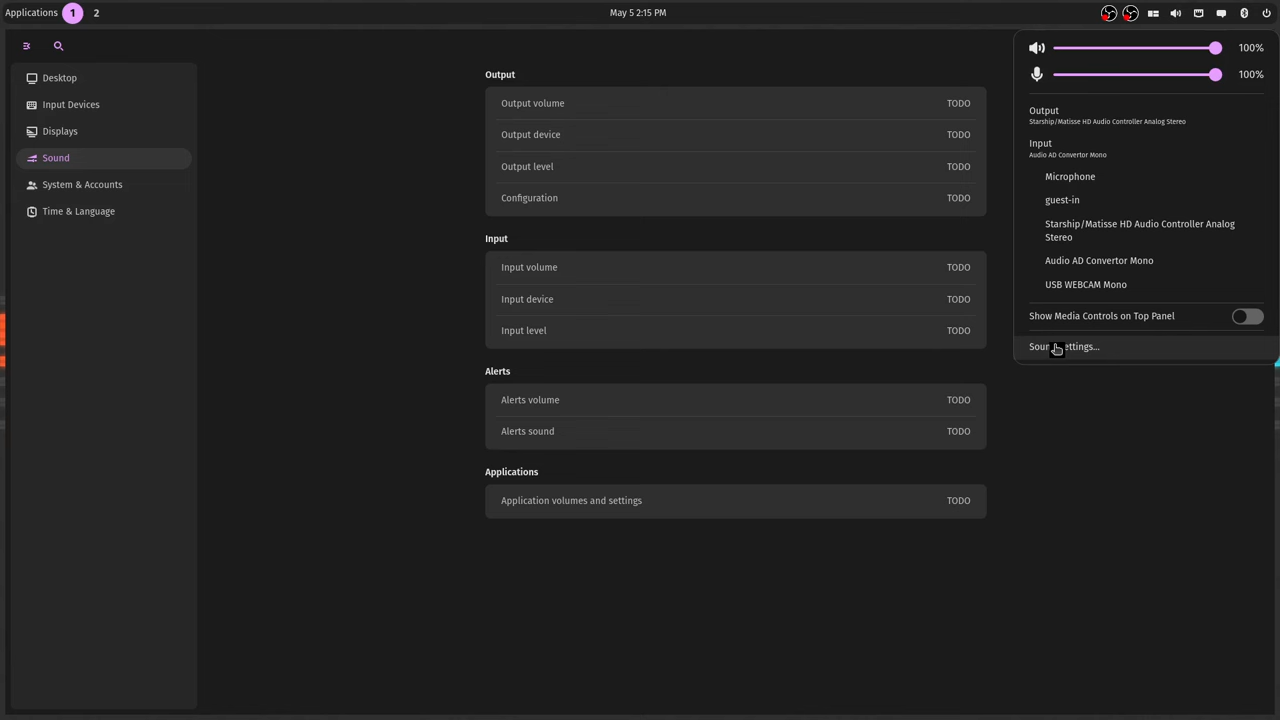 Applications 1 2
May 5 2:15 PM
Desktop
Input Devices
Displays
Sound
System & Accounts
Time & Language
Output
Output volume TODO
Output device TODO
Output level TODO
Configuration TODO
Input
Input volume TODO
Input device TODO
Input level TODO
Alerts
Alerts volume TODO
Alerts sound TODO
Applications
Application volumes and settings TODO
100%
100%
Output
Starship/Matisse HD Audio Controller Analog Stereo
Input
Audio AD Convertor Mono
Microphone
guest-in
Starship/Matisse HD Audio Controller Analog
Stereo
Audio AD Convertor Mono
USB WEBCAM Mono
Show Media Controls on Top Panel
Sound Settings...